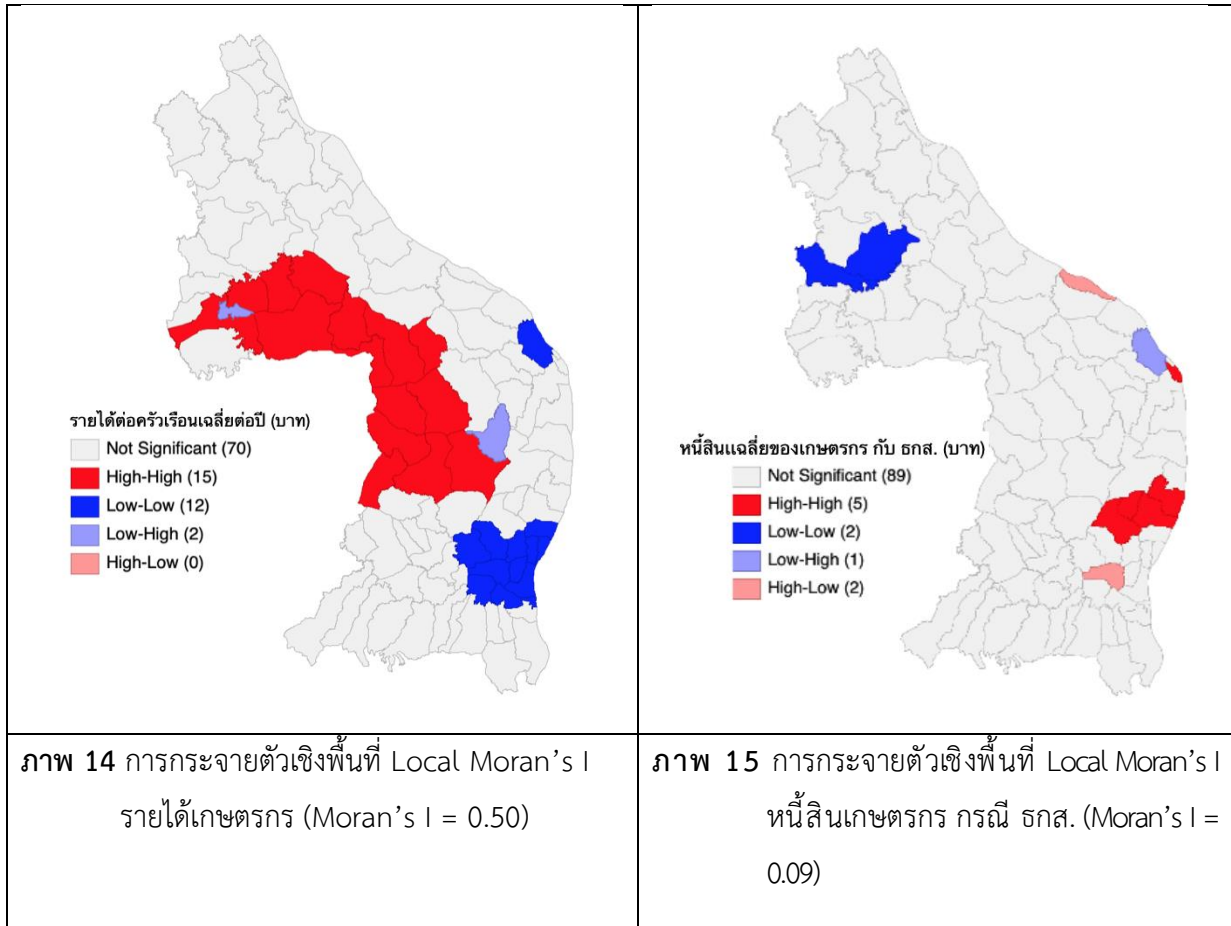 รายได้ต่อครัวเรือนเฉลี่ยต่อปี (บาท)
Not Significant (70)
High-High (15)
Low-Low (12)
Low-High (2)
High-Low (0)
หนี้สินเฉลี่ยของเกษตรกร กับ ธกส. (บาท)
Not Significant (89)
High-High (5)
Low-Low (2)
Low-High (1)
High-Low (2)
ภาพ 14 การกระจายตัวเชิงพื้นที่ Local Moran’s I
รายได้เกษตรกร (Moran’s I = 0.50)
ภาพ 15 การกระจายตัวเชิงพื้นที่ Local Moran’s I
หนี้สินเกษตรกร กรณี ธกส. (Moran’s I =
0.09)